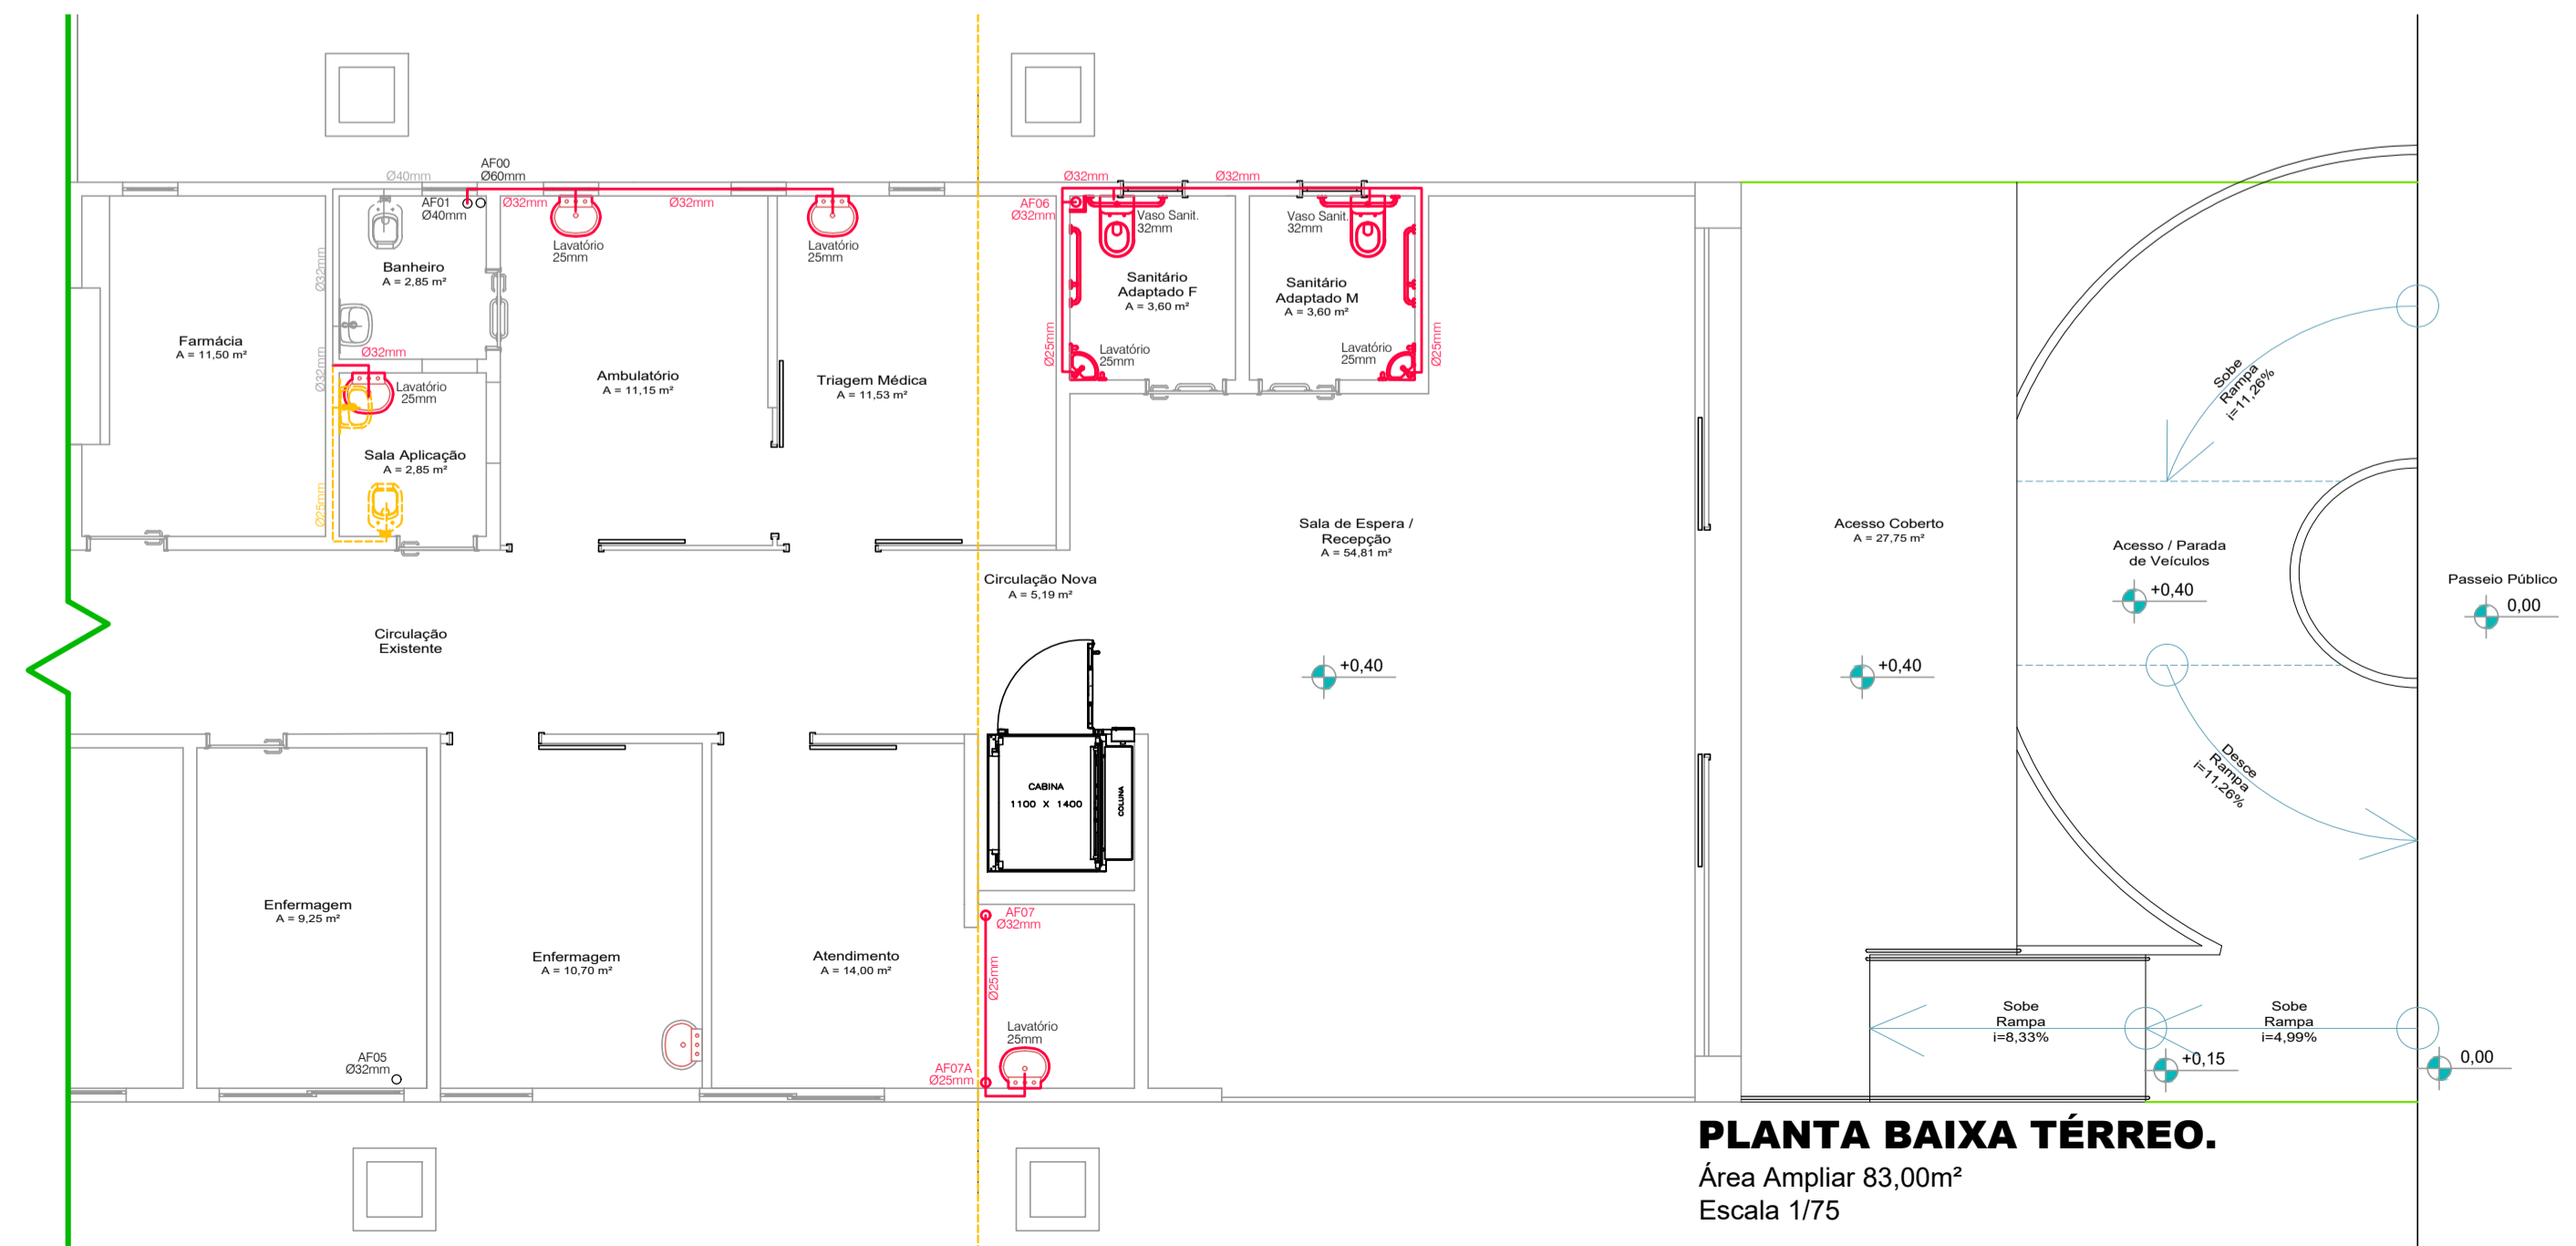 AF00
Ø60mm
Ø40mm
AF01
Ø40mm
Ø32mm
Ø32mm
Lavatório
25mm
Lavatório
25mm
Banheiro
A = 2,85 m²
Ø32mm
Farmácia
A = 11,50 m²
Ø32mm
Ø32mm
Lavatório
25mm
Sala Aplicação
A = 2,85 m²
Ø25mm
Ambulatório
A = 11,15 m²
Triagem Médica
A = 11,53 m²
Ø32mm
Ø32mm
AF06
Ø32mm
Vaso Sanit.
32mm
Vaso Sanit.
32mm
Sanitário
Adaptado F
A = 3,60 m²
Sanitário
Adaptado M
A = 3,60 m²
Ø25mm
Lavatório
25mm
Lavatório
25mm
Ø25mm
Sala de Espera /
Recepção
A = 54,81 m²
Acesso Coberto
A = 27,75 m²
Sobe
Rampa
i=11,26%
Acesso / Parada
de Veículos
+0,40
Passeio Público
0,00
Circulação Nova
A = 5,19 m²
Circulação
Existente
+0,40
+0,40
Desce
Rampa
i=11,26%
CABINA
1100 X 1400
COLUNA
Enfermagem
A = 9,25 m²
AF05
Ø32mm
Enfermagem
A = 10,70 m²
Atendimento
A = 14,00 m²
AF07
Ø32mm
Ø25mm
Lavatório
25mm
AF07A
Ø25mm
Sobe
Rampa
i=8,33%
Sobe
Rampa
i=4,99%
+0,15
0,00
PLANTA BAIXA TÉRREO.
Área Ampliar 83,00m²
Escala 1/75